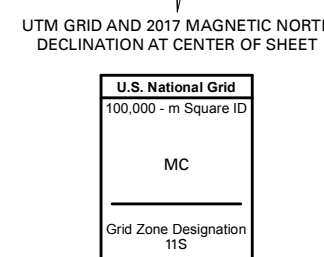 UTM GRID AND 2017 MAGNETIC NORTH
DECLINATION AT CENTER OF SHEET
U.S. National Grid
100,000 - m Square ID
MC
Grid Zone Designation
11S